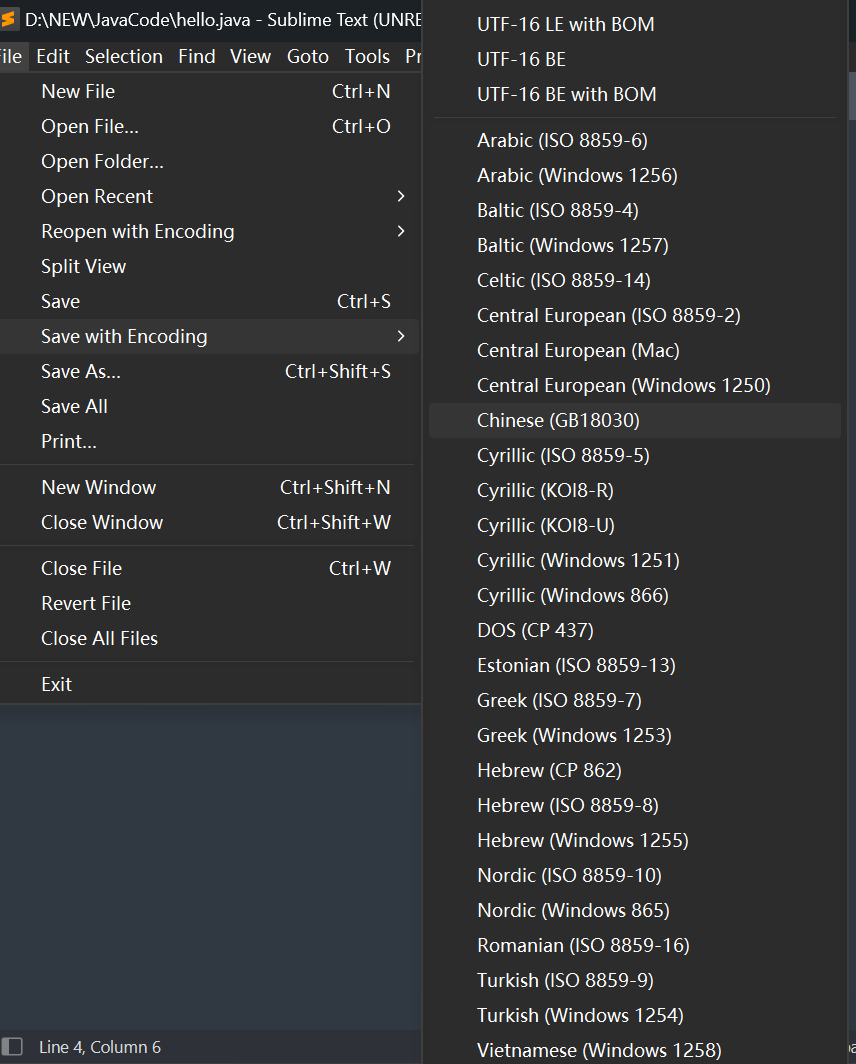 D:\NEW\JavaCode\hello.java - Sublime Text (UNRE
File Edit Selection Find View Goto Tools Pr
New File Ctrl+N
Open File... Ctrl+O
Open Folder...
Open Recent
Reopen with Encoding
Split View
Save Ctrl+S
Save with Encoding
Save As... Ctrl+Shift+S
Save All
Print...
New Window Ctrl+Shift+N
Close Window Ctrl+Shift+W
Close File Ctrl+W
Revert File
Close All Files
Exit
UTF-16 LE with BOM
UTF-16 BE
UTF-16 BE with BOM
Arabic (ISO 8859-6)
Arabic (Windows 1256)
Baltic (ISO 8859-4)
Baltic (Windows 1257)
Celtic (ISO 8859-14)
Central European (ISO 8859-2)
Central European (Mac)
Central European (Windows 1250)
Chinese (GB18030)
Cyrillic (ISO 8859-5)
Cyrillic (KOI8-R)
Cyrillic (KOI8-U)
Cyrillic (Windows 1251)
Cyrillic (Windows 866)
DOS (CP 437)
Estonian (ISO 8859-13)
Greek (ISO 8859-7)
Greek (Windows 1253)
Hebrew (CP 862)
Hebrew (ISO 8859-8)
Hebrew (Windows 1255)
Nordic (ISO 8859-10)
Nordic (Windows 865)
Romanian (ISO 8859-16)
Turkish (ISO 8859-9)
Turkish (Windows 1254)
Vietnamese (Windows 1258)
Line 4, Column 6